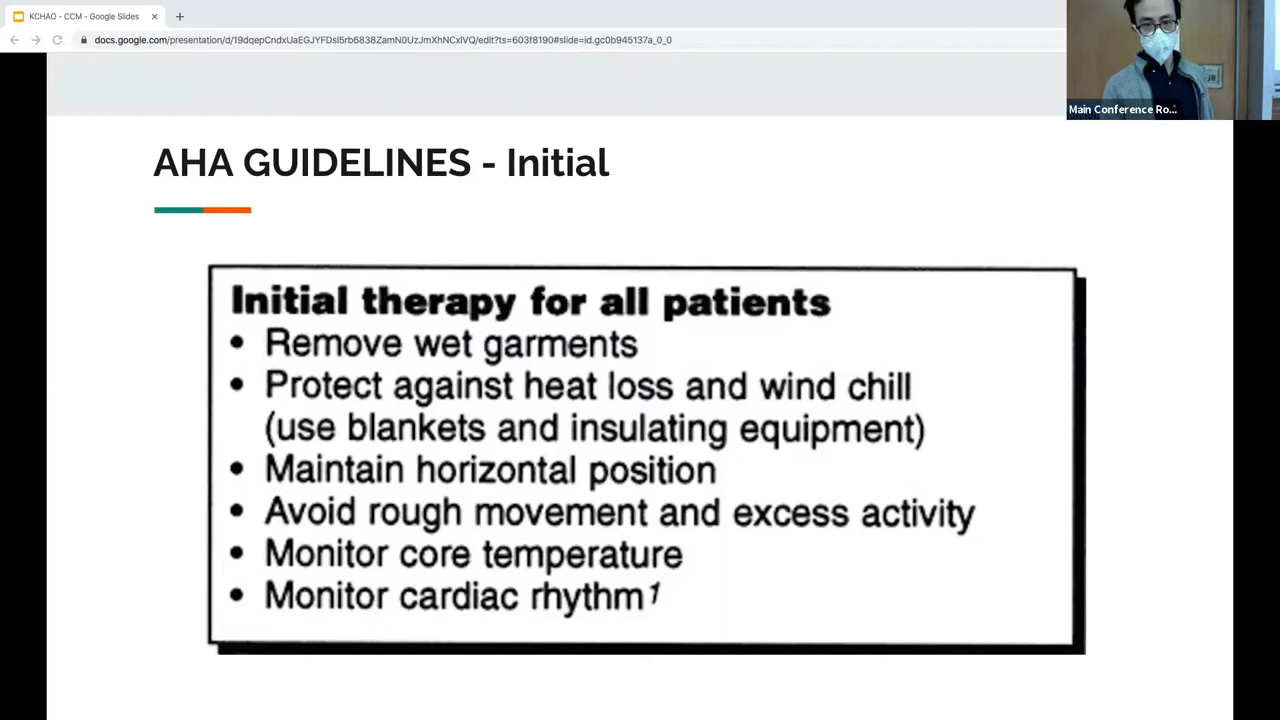 KCHAO - CCM - Google Slides
docs.google.com/presentation/d/19dqepCndxUaEGJYFDsl5rb6838ZamN0UzJmXhNCxIVQ/edit?ts=603f8190#slide=id.gc0b945137a_0_0
Main Conference Ro...
AHA GUIDELINES - Initial
Initial therapy for all patients
• Remove wet garments
• Protect against heat loss and wind chill
(use blankets and insulating equipment)
• Maintain horizontal position
• Avoid rough movement and excess activity
• Monitor core temperature
• Monitor cardiac rhythm¹